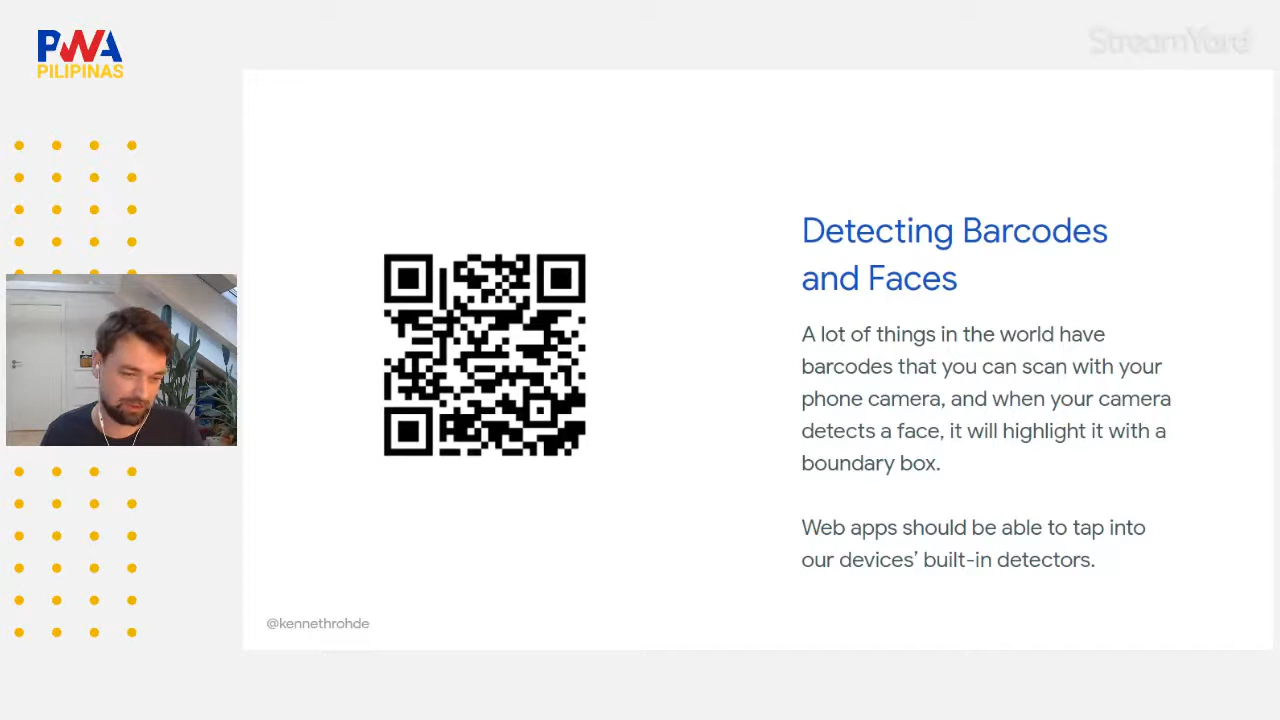 PWA
PILIPINAS
StreamYard
Detecting Barcodes
and Faces
A lot of things in the world have
barcodes that you can scan with your
phone camera, and when your camera
detects a face, it will highlight it with a
boundary box.
Web apps should be able to tap into
our devices’ built-in detectors.
@kennethrohde